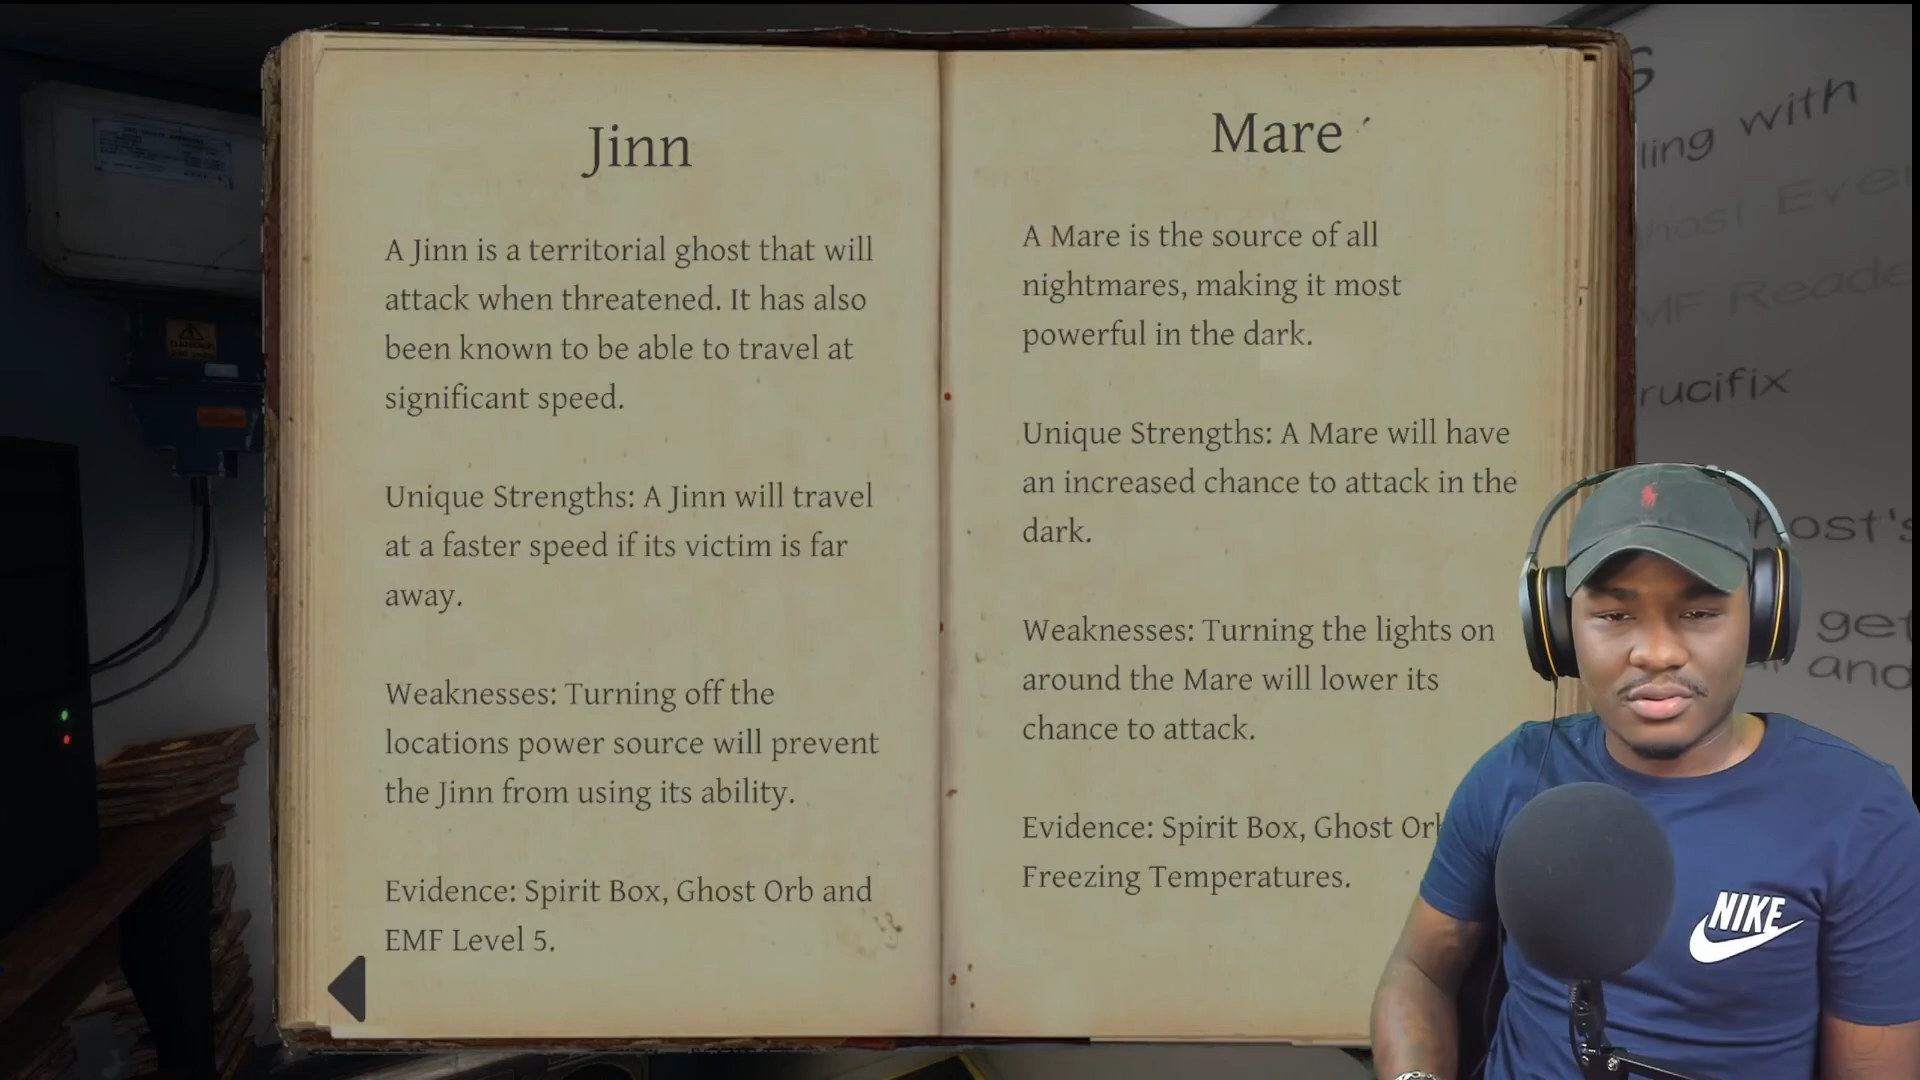 Jinn
A Jinn is a territorial ghost that will
attack when threatened. It has also
been known to be able to travel at
significant speed.
Unique Strengths: A Jinn will travel
at a faster speed if its victim is far
away.
Weaknesses: Turning off the
locations power source will prevent
the Jinn from using its ability.
Evidence: Spirit Box, Ghost Orb and
EMF Level 5.
Mare
A Mare is the source of all
nightmares, making it most
powerful in the dark.
Unique Strengths: A Mare will have
an increased chance to attack in the
dark.
Weaknesses: Turning the lights on
around the Mare will lower its
chance to attack.
Evidence: Spirit Box, Ghost
Freezing Temperatures.
with
DANGER
NIKE